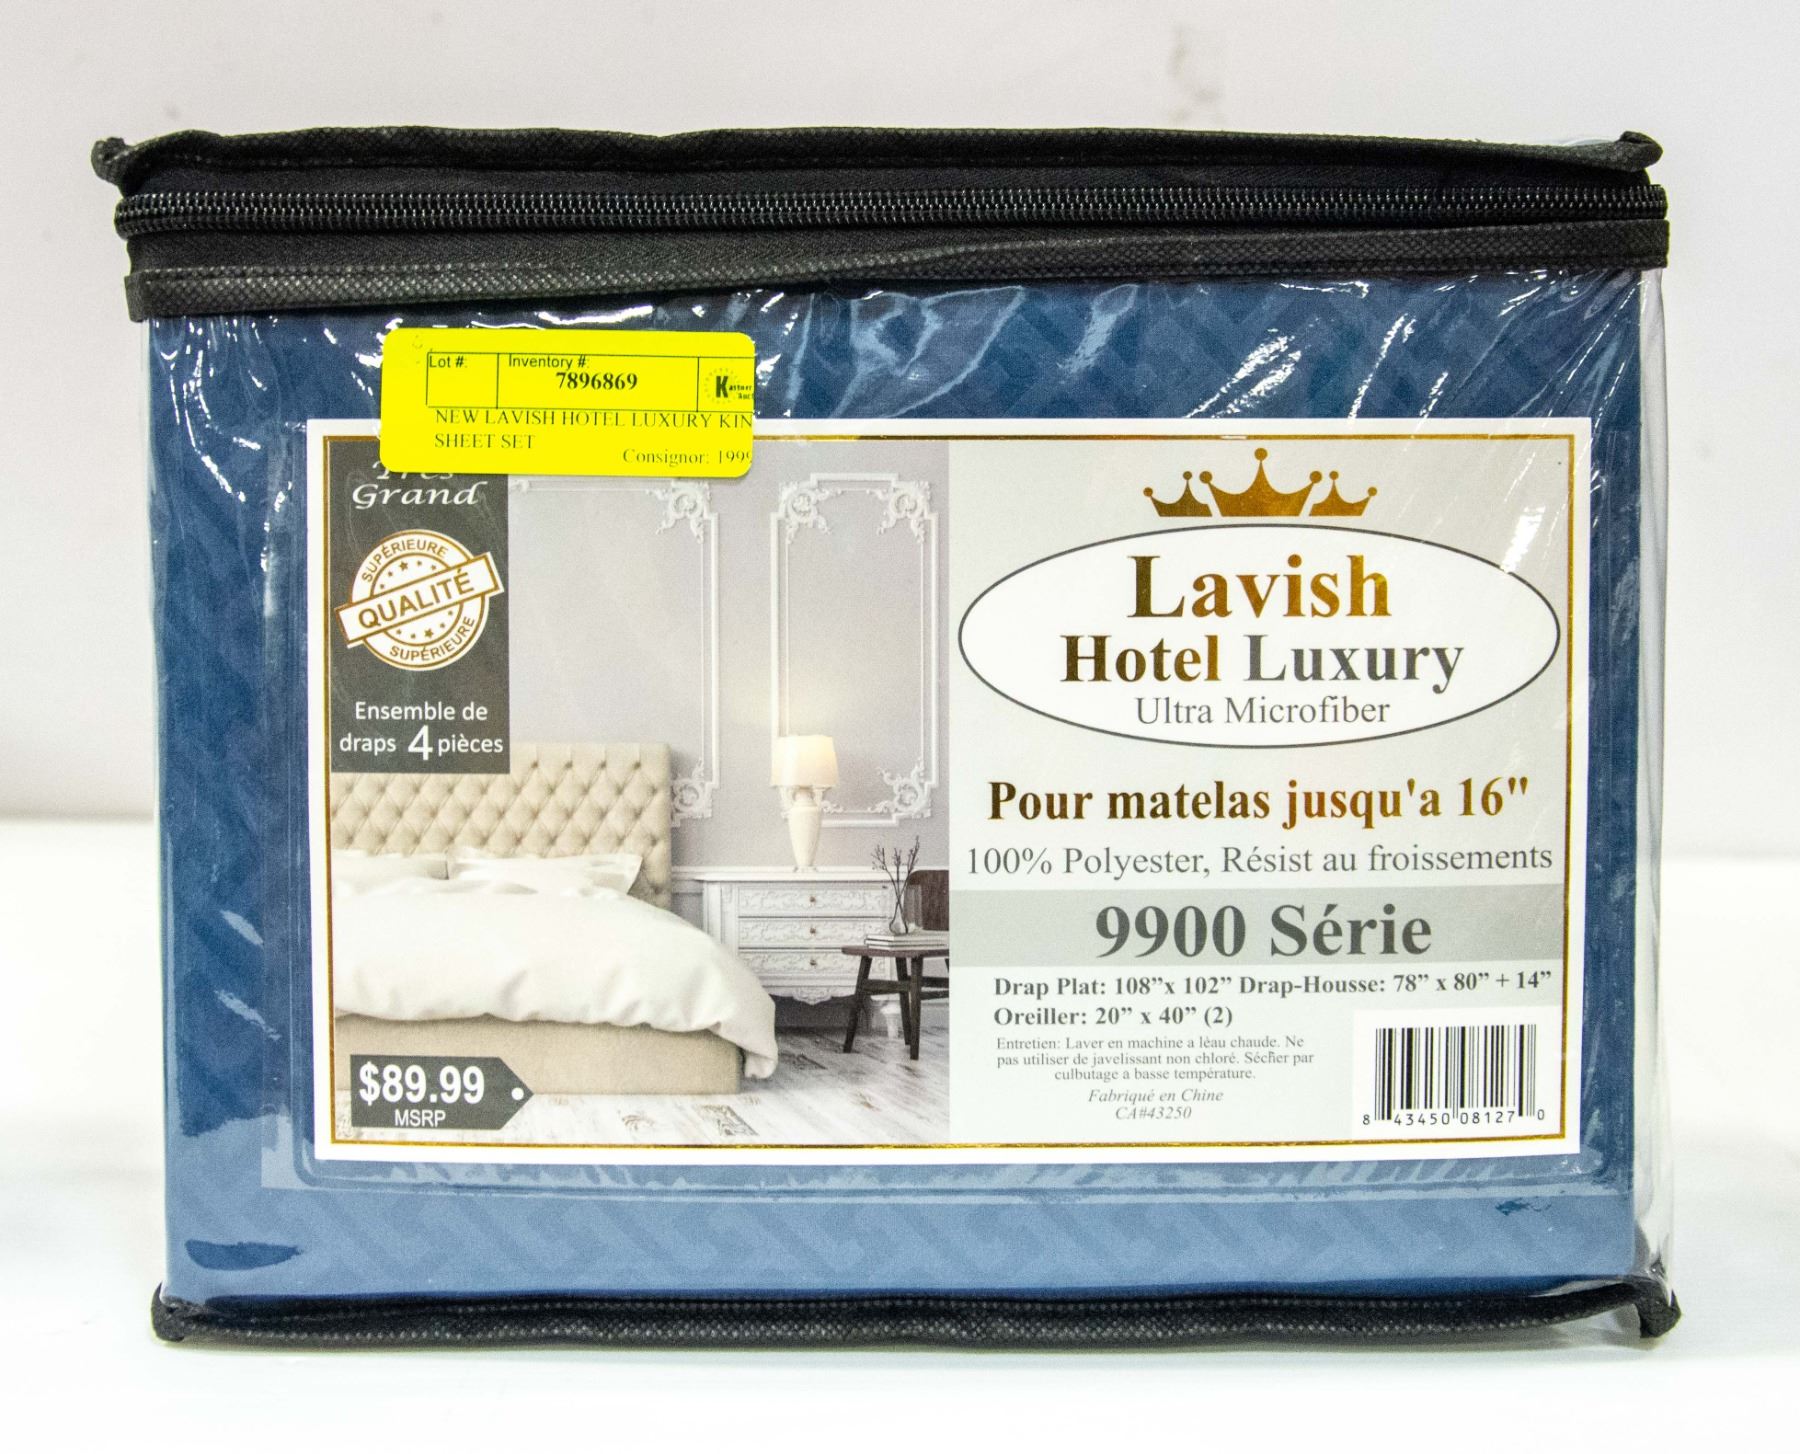 Lot #:
Inventory #:
7896869
Kastner
Auct
NEW LAVISH HOTEL LUXURY KIN
SHEET SET
Consignor: 1999
Grand
SUPÉRIEURE
QUALITÉ
SUPÉRIEURE
Ensemble de
draps 4 pièces
$89.99
MSRP
Lavish
Hotel Luxury
Ultra Microfiber
Pour matelas jusqu'a 16"
100% Polyester, Résist au froissements
9900 Série
Drap Plat: 108”x 102” Drap-Housse: 78” x 80” + 14”
Oreiller: 20” x 40” (2)
Entretien: Laver en machine a lèau chaude. Ne
pas utiliser de javelissant non chloré. Sécher par
culbutage a basse température.
Fabriqué en Chine
CA#43250
8 43450 08127 0